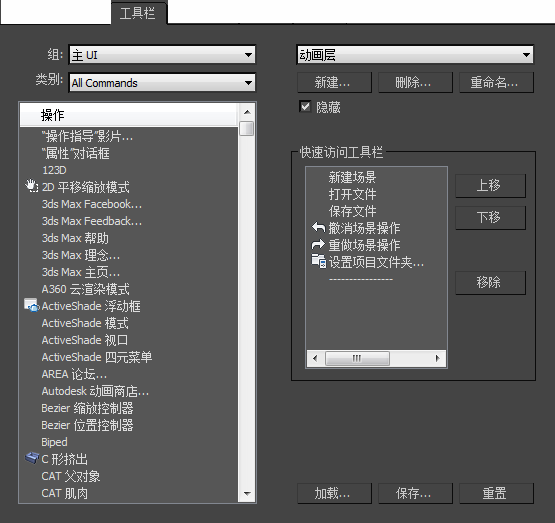 工具栏
组: 主 UI
类别: All Commands
操作
“操作指导”影片...
“属性”对话框
123D
2D 平移缩放模式
3ds Max Facebook...
3ds Max Feedback...
3ds Max 帮助
3ds Max 理念...
3ds Max 主页...
A360 云渲染模式
ActiveShade 浮动框
ActiveShade 模式
ActiveShade 视口
ActiveShade 四元菜单
AREA 论坛...
Autodesk 动画商店...
Bezier 缩放控制器
Bezier 位置控制器
Biped
C 形挤出
CAT 父对象
CAT 肌肉
动画层
新建... 删除... 重命名...
隐藏
快速访问工具栏
新建场景
打开文件
保存文件
撤消场景操作
重做场景操作
设置项目文件夹...
----------------
上移
下移
移除
加载... 保存... 重置